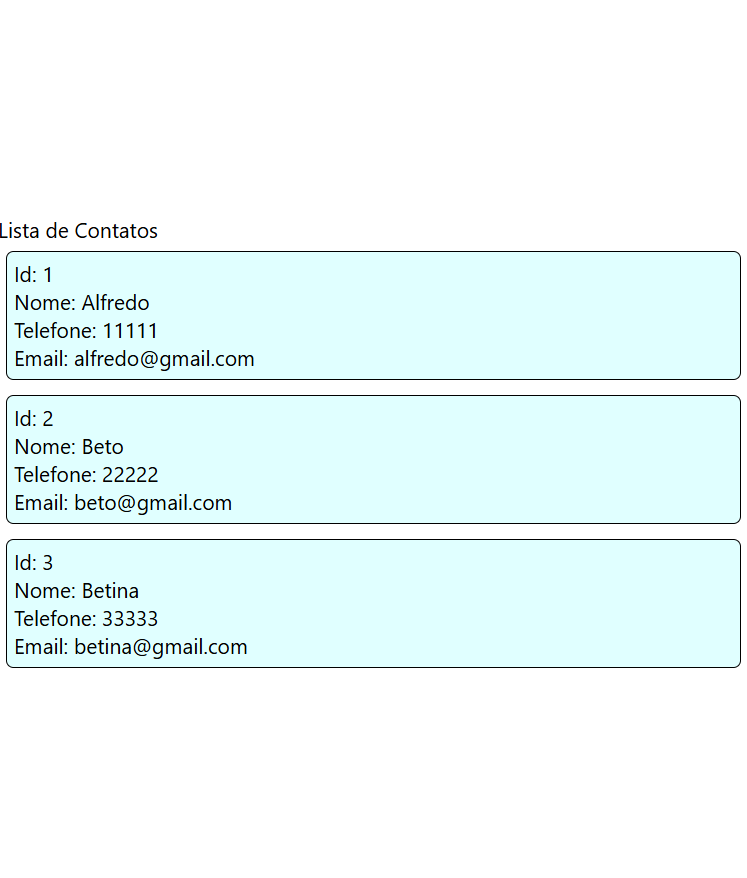 Lista de Contatos
Id: 1
Nome: Alfredo
Telefone: 11111
Email: alfredo@gmail.com
Id: 2
Nome: Beto
Telefone: 22222
Email: beto@gmail.com
Id: 3
Nome: Betina
Telefone: 33333
Email: betina@gmail.com